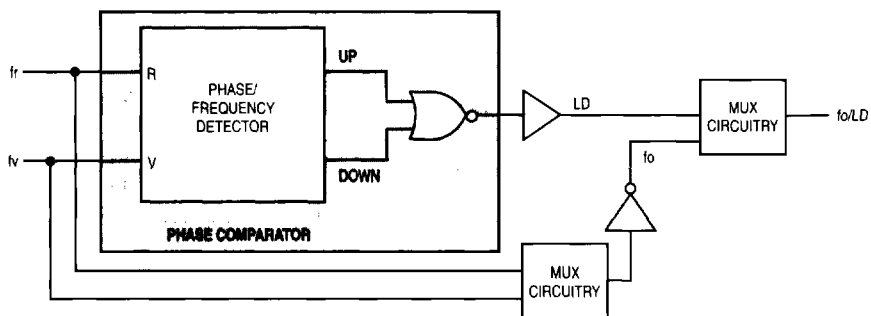 UP
fr
R
PHASE/
FREQUENCY
DETECTOR
LD
MUX
CIRCUITRY
fo/LD
fv
V
fo
DOWN
PHASE COMPARATOR
MUX
CIRCUITRY